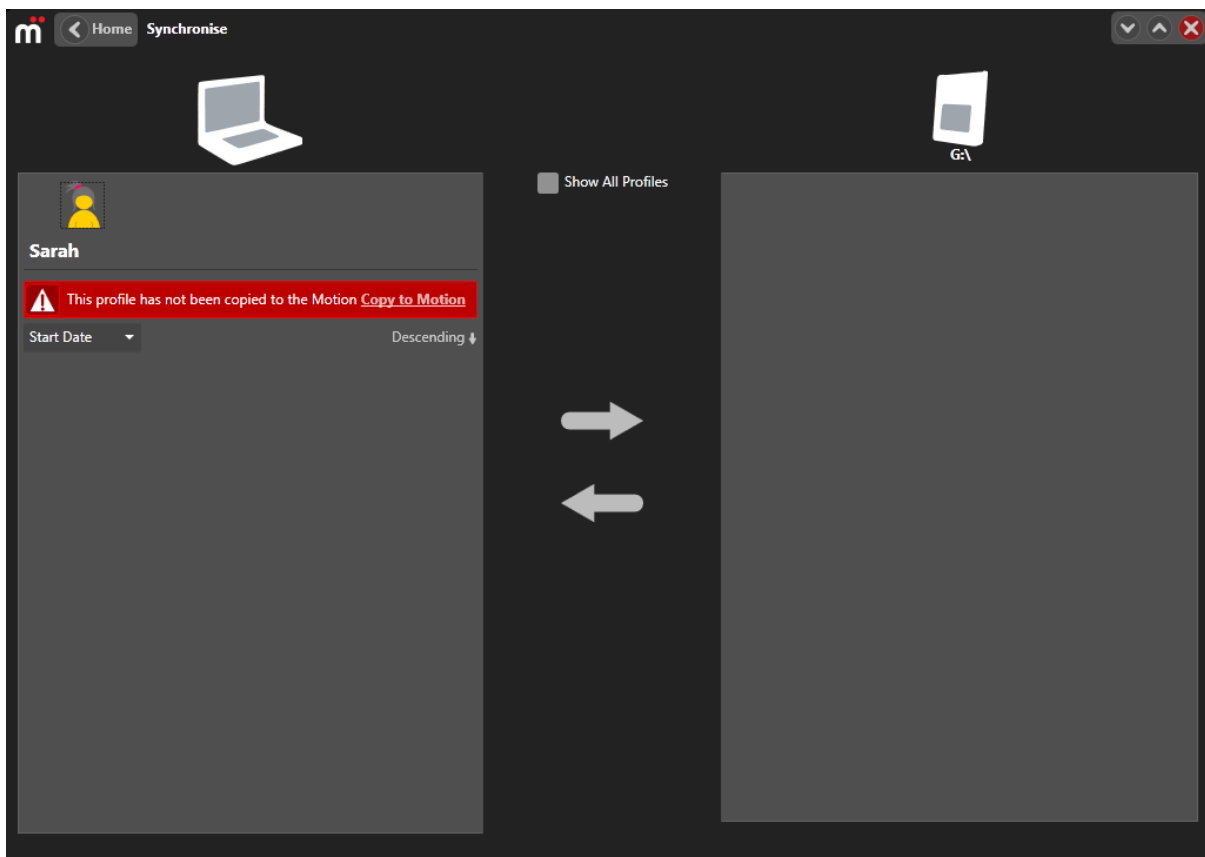 m Home Synchronise
G:\
Show All Profiles
Sarah
This profile has not been copied to the Motion Copy to Motion
Start Date Descending